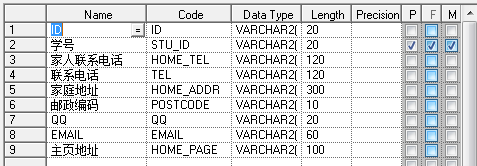 Name Code Data Type Length Precision P F M
1 ID = ID VARCHAR2( 20
2 学号 STU_ID VARCHAR2( 20
3 家人联系电话 HOME_TEL VARCHAR2( 120
4 联系电话 TEL VARCHAR2( 120
5 家庭地址 HOME_ADDR VARCHAR2( 300
6 邮政编码 POSTCODE VARCHAR2( 10
7 QQ QQ VARCHAR2( 20
8 EMAIL EMAIL VARCHAR2( 60
9 主页地址 HOME_PAGE VARCHAR2( 100